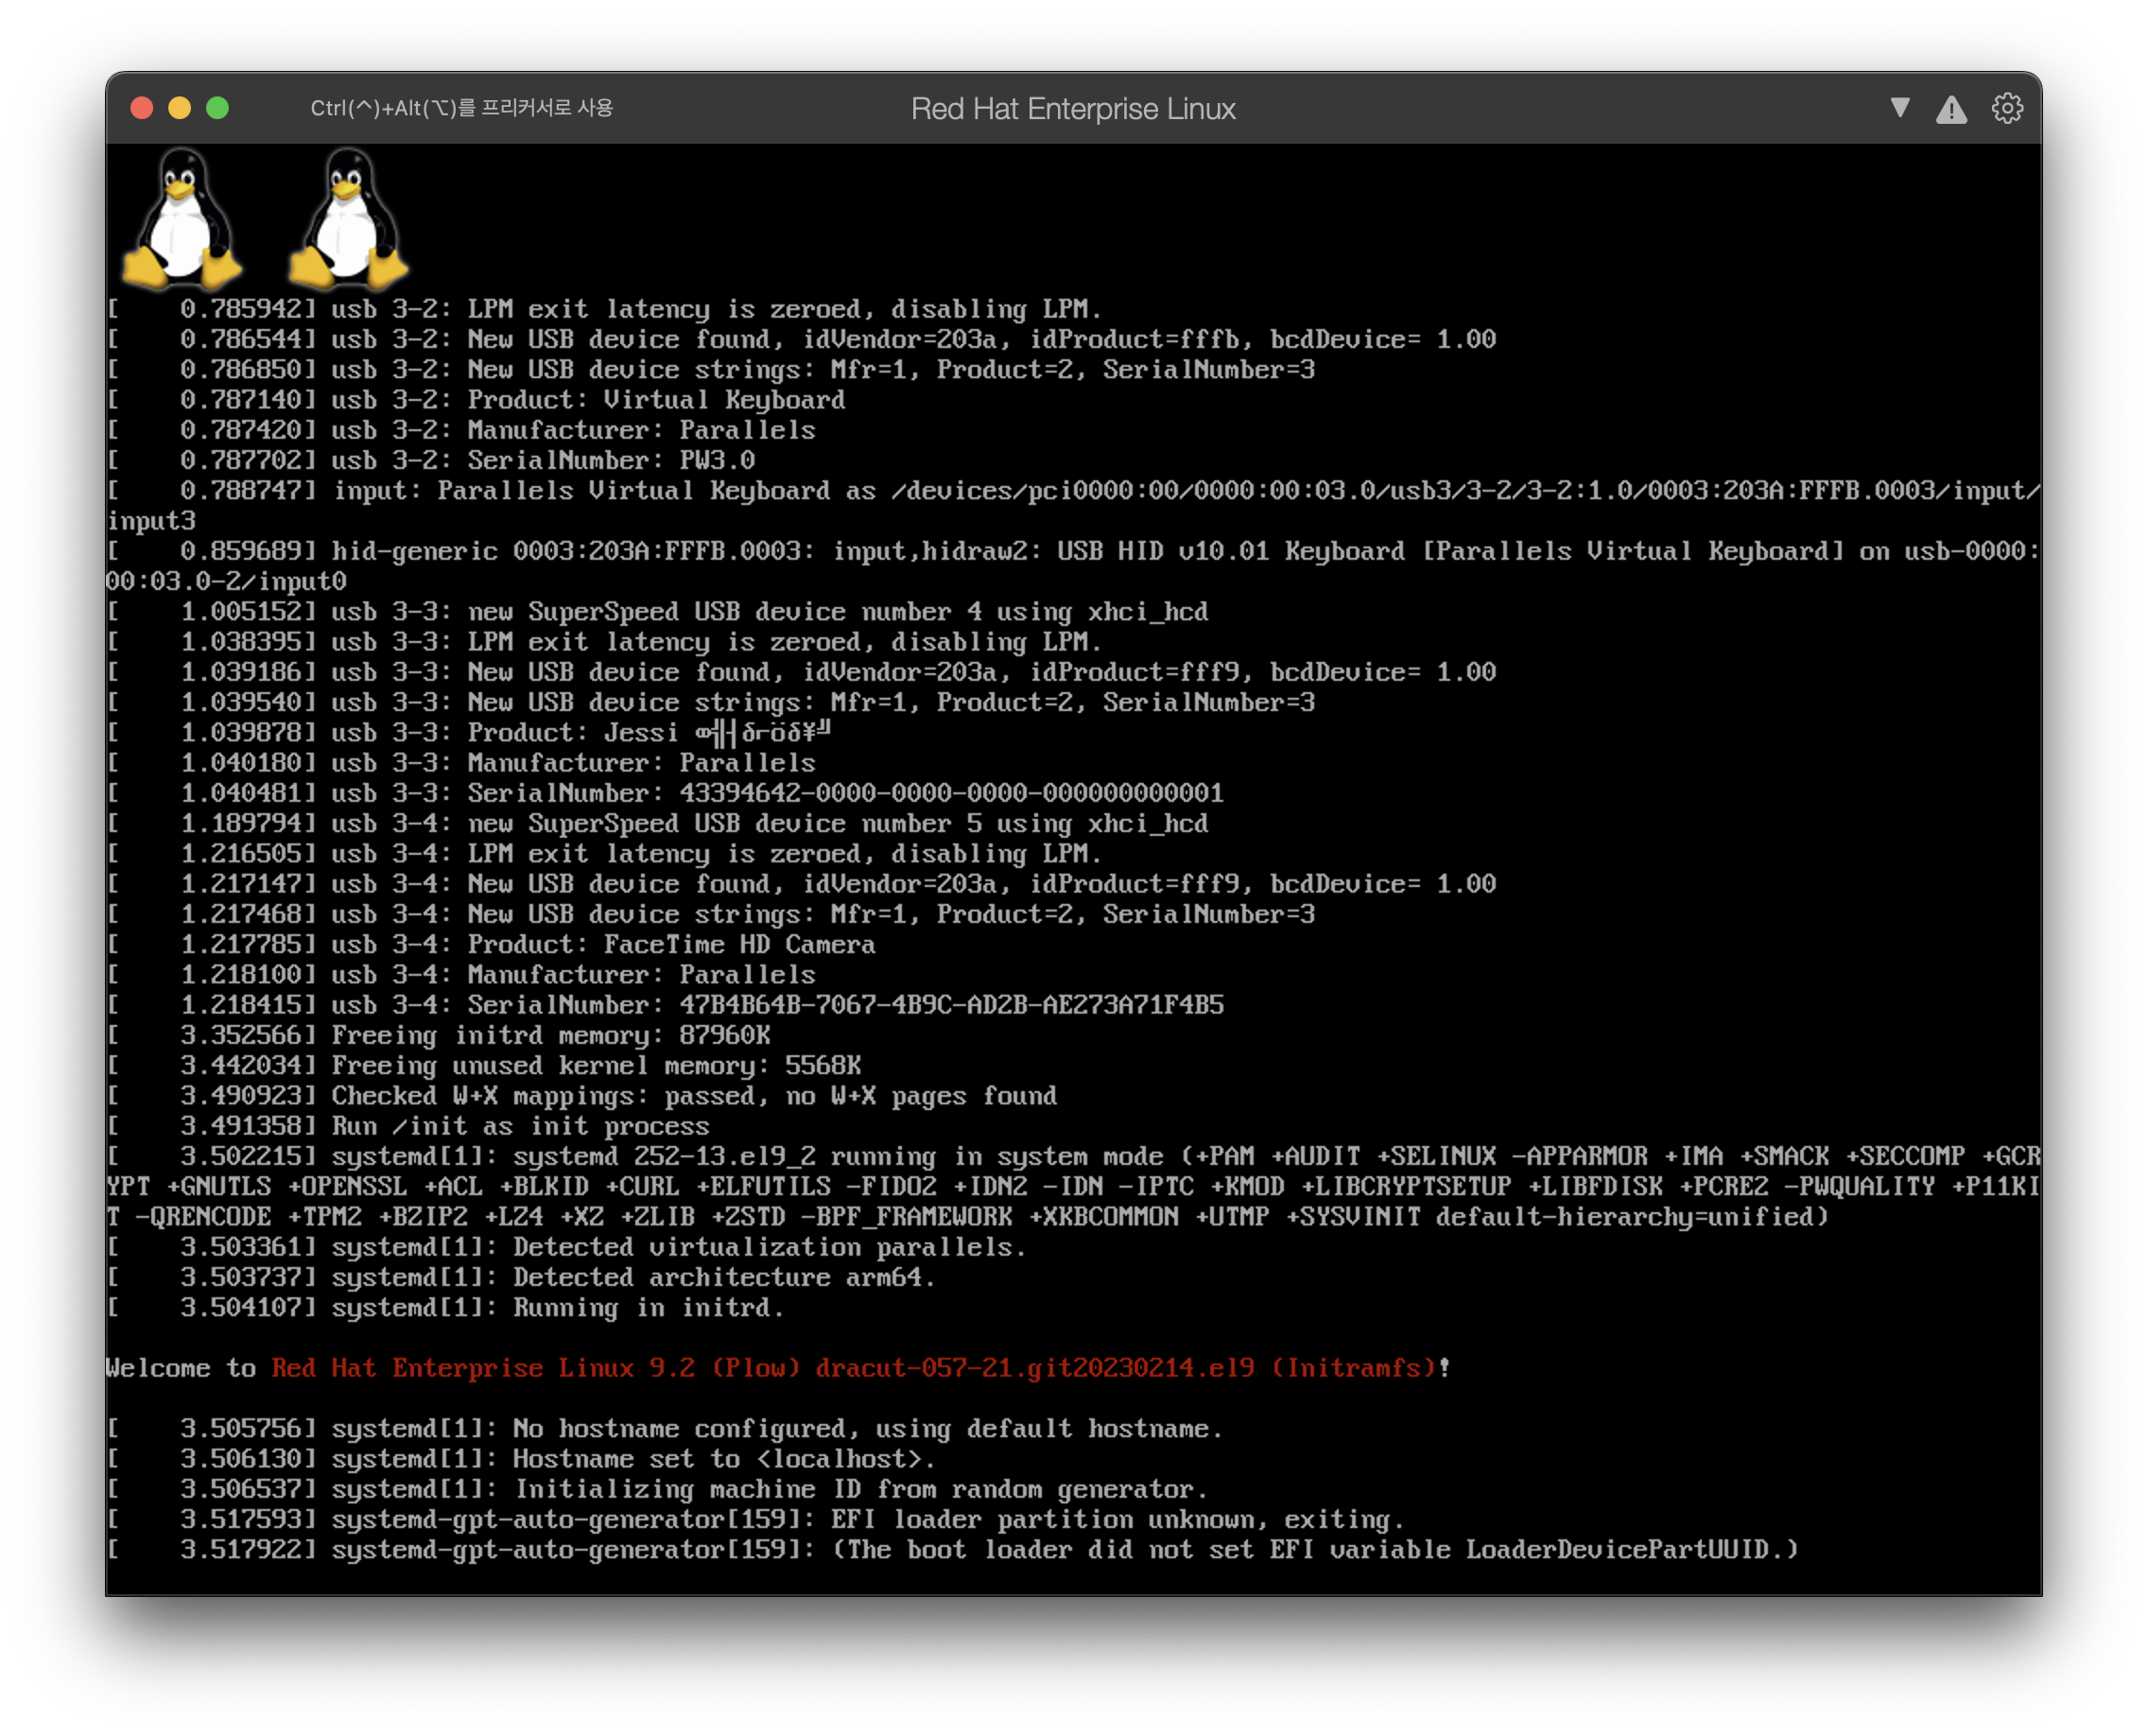 Ctrl(^)+Alt(⌥)를 프리커서로 사용
Red Hat Enterprise Linux
[    0.785942] usb 3-2: LPM exit latency is zeroed, disabling LPM.
[    0.786544] usb 3-2: New USB device found, idVendor=203a, idProduct=fffb, bcdDevice= 1.00
[    0.786850] usb 3-2: New USB device strings: Mfr=1, Product=2, SerialNumber=3
[    0.787140] usb 3-2: Product: Virtual Keyboard
[    0.787420] usb 3-2: Manufacturer: Parallels
[    0.787702] usb 3-2: SerialNumber: PW3.0
[    0.788747] input: Parallels Virtual Keyboard as /devices/pci0000:00/0000:00:03.0/usb3/3-2/3-2:1.0/0003:203A:FFFB.0003/input/
input3
[    0.859689] hid-generic 0003:203A:FFFB.0003: input,hidraw2: USB HID v10.01 Keyboard [Parallels Virtual Keyboard] on usb-0000:
00:03.0-2/input0
[    1.005152] usb 3-3: new SuperSpeed USB device number 4 using xhci_hcd
[    1.038395] usb 3-3: LPM exit latency is zeroed, disabling LPM.
[    1.039186] usb 3-3: New USB device found, idVendor=203a, idProduct=fff9, bcdDevice= 1.00
[    1.039540] usb 3-3: New USB device strings: Mfr=1, Product=2, SerialNumber=3
[    1.039878] usb 3-3: Product: Jessi
[    1.040180] usb 3-3: Manufacturer: Parallels
[    1.040481] usb 3-3: SerialNumber: 43394642-0000-0000-0000-000000000001
[    1.189794] usb 3-4: new SuperSpeed USB device number 5 using xhci_hcd
[    1.216505] usb 3-4: LPM exit latency is zeroed, disabling LPM.
[    1.217147] usb 3-4: New USB device found, idVendor=203a, idProduct=fff9, bcdDevice= 1.00
[    1.217468] usb 3-4: New USB device strings: Mfr=1, Product=2, SerialNumber=3
[    1.217785] usb 3-4: Product: FaceTime HD Camera
[    1.218100] usb 3-4: Manufacturer: Parallels
[    1.218415] usb 3-4: SerialNumber: 47B4B64B-7067-4B9C-AD2B-AE273A71F4B5
[    3.352566] Freeing initrd memory: 87960K
[    3.442034] Freeing unused kernel memory: 5568K
[    3.490923] Checked W+X mappings: passed, no W+X pages found
[    3.491358] Run /init as init process
[    3.502215] systemd[1]: systemd 252-13.el9_2 running in system mode (+PAM +AUDIT +SELINUX -APPARMOR +IMA +SMACK +SECCOMP +GCR
YPT +GNUTLS +OPENSSL +ACL +BLKID +CURL +ELFUTILS -FIDO2 +IDN2 -IDN -IPTC +KMOD +LIBCRYPTSETUP +LIBFDISK +PCRE2 -PWQUALITY +P11KI
T -QRENCODE +TPM2 +BZIP2 +LZ4 +XZ +ZLIB +ZSTD -BPF_FRAMEWORK +XKBCOMMON +UTMP +SYSVINIT default-hierarchy=unified)
[    3.503361] systemd[1]: Detected virtualization parallels.
[    3.503737] systemd[1]: Detected architecture arm64.
[    3.504107] systemd[1]: Running in initrd.
Welcome to Red Hat Enterprise Linux 9.2 (Plow) dracut-057-21.git20230214.el9 (Initramfs)!
[    3.505756] systemd[1]: No hostname configured, using default hostname.
[    3.506130] systemd[1]: Hostname set to <localhost>.
[    3.506537] systemd[1]: Initializing machine ID from random generator.
[    3.517593] systemd-gpt-auto-generator[159]: EFI loader partition unknown, exiting.
[    3.517922] systemd-gpt-auto-generator[159]: (The boot loader did not set EFI variable LoaderDevicePartUUID.)